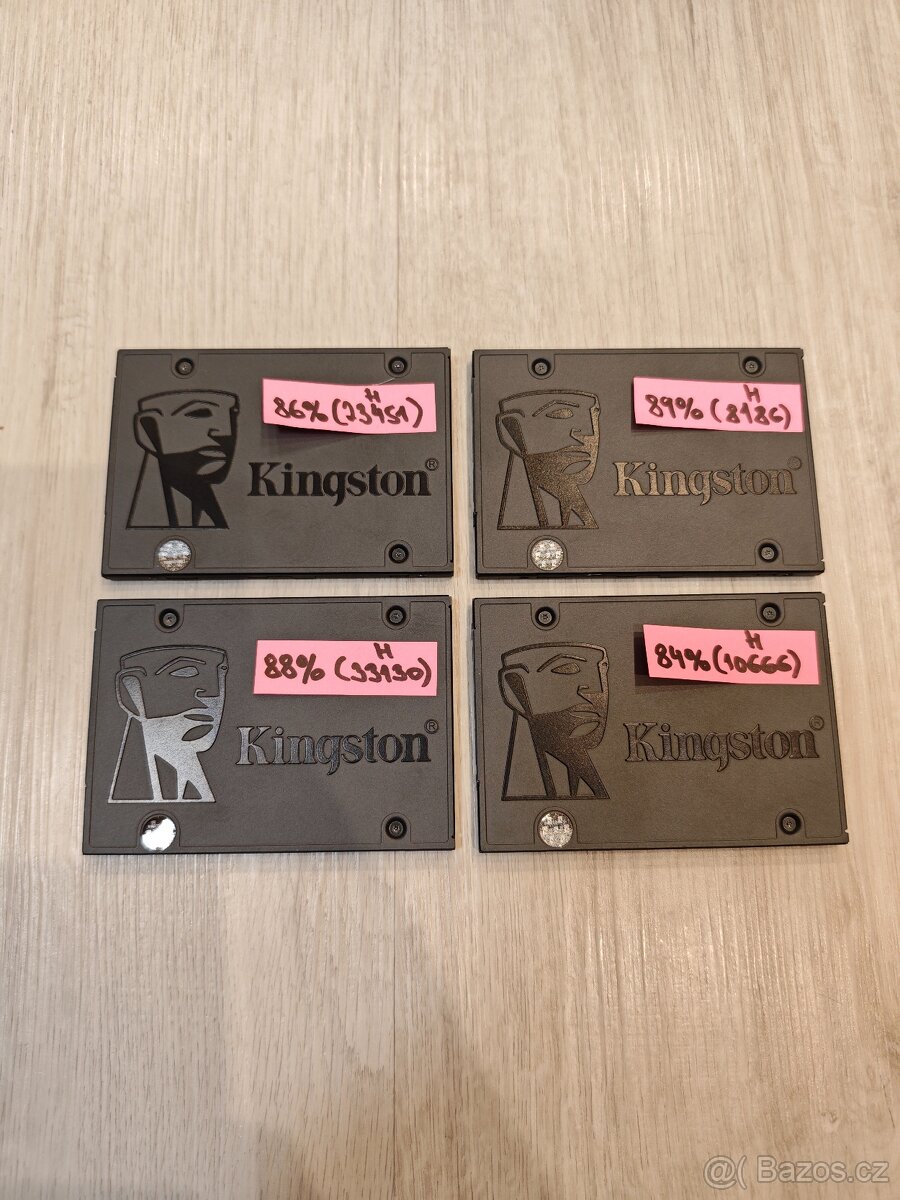 86% (23451) H
Kingston®
89% (8186) H
Kingston®
88% (33130) H
Kingston®
84% (10666) H
Kingston®
@( Bazos.cz